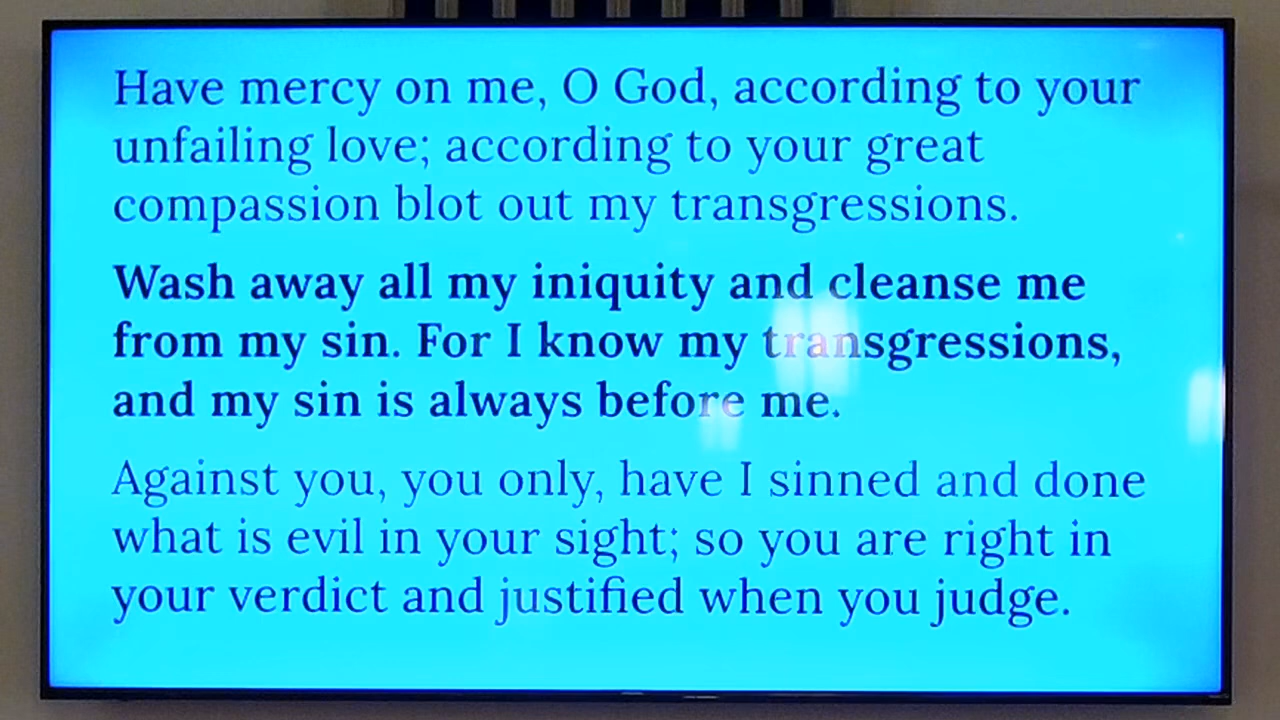 Have mercy on me, O God, according to your
unfailing love; according to your great
compassion blot out my transgressions.
Wash away all my iniquity and cleanse me
from my sin. For I know my transgressions,
and my sin is always before me.
Against you, you only, have I sinned and done
what is evil in your sight; so you are right in
your verdict and justified when you judge.